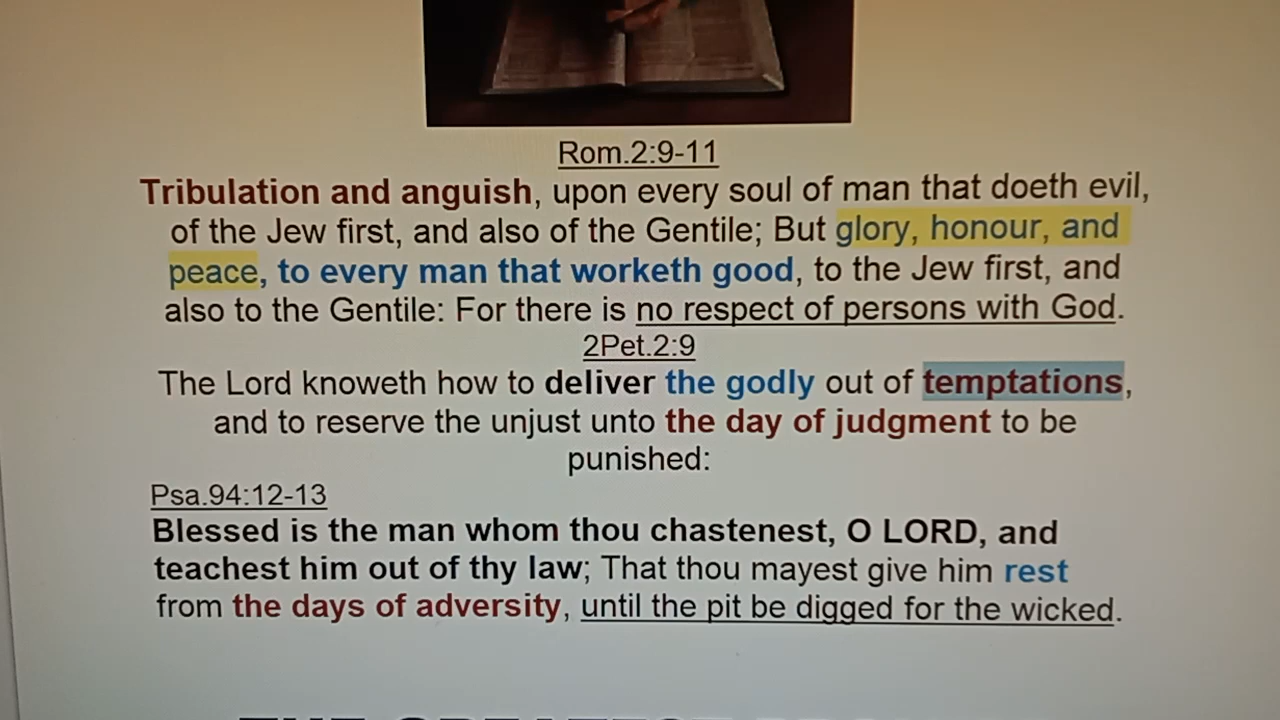 Rom.2:9-11
Tribulation and anguish, upon every soul of man that doeth evil,
of the Jew first, and also of the Gentile; But glory, honour, and
peace, to every man that worketh good, to the Jew first, and
also to the Gentile: For there is no respect of persons with God.
2Pet.2:9
The Lord knoweth how to deliver the godly out of temptations,
and to reserve the unjust unto the day of judgment to be
punished:
Psa.94:12-13
Blessed is the man whom thou chastenest, O LORD, and
teachest him out of thy law; That thou mayest give him rest
from the days of adversity, until the pit be digged for the wicked.